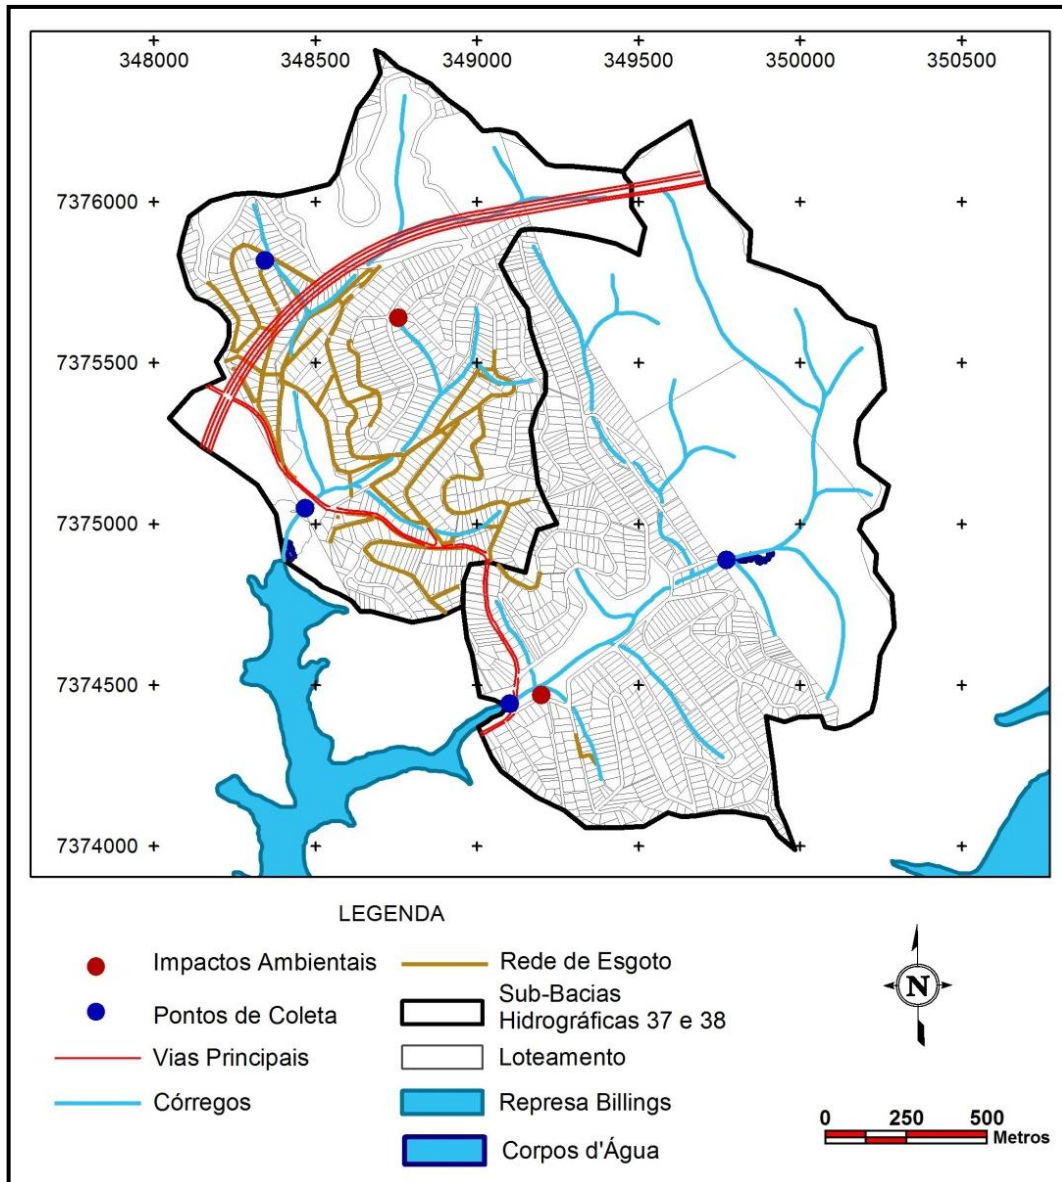 348000 348500 349000 349500 350000 350500
7376000
7375500
7375000
7374500
7374000
LEGENDA
Impactos Ambientais
Pontos de Coleta
Vias Principais
Córregos
Rede de Esgoto
Sub-Bacias
Hidrográficas 37 e 38
Loteamento
Represa Billings
Corpos d'Água
N
0 250 500
Metros